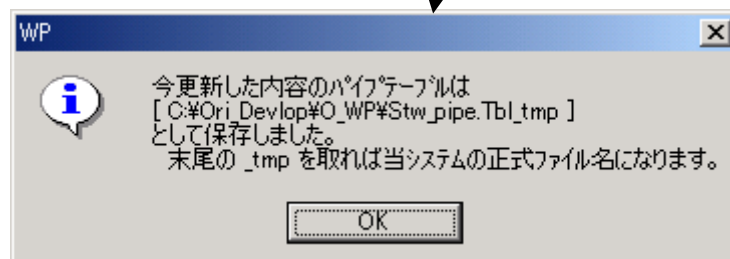 WP
今更新した内容のﾊﾟｲﾌﾟﾃｰﾌﾞﾙは
[ C:¥Ori_Devlop¥O_WP¥Stw_pipe.Tbl_tmp ]
として保存しました。
末尾の _tmp を取れば当ｼｽﾃﾑの正式ﾌｧｲﾙ名になります。
OK